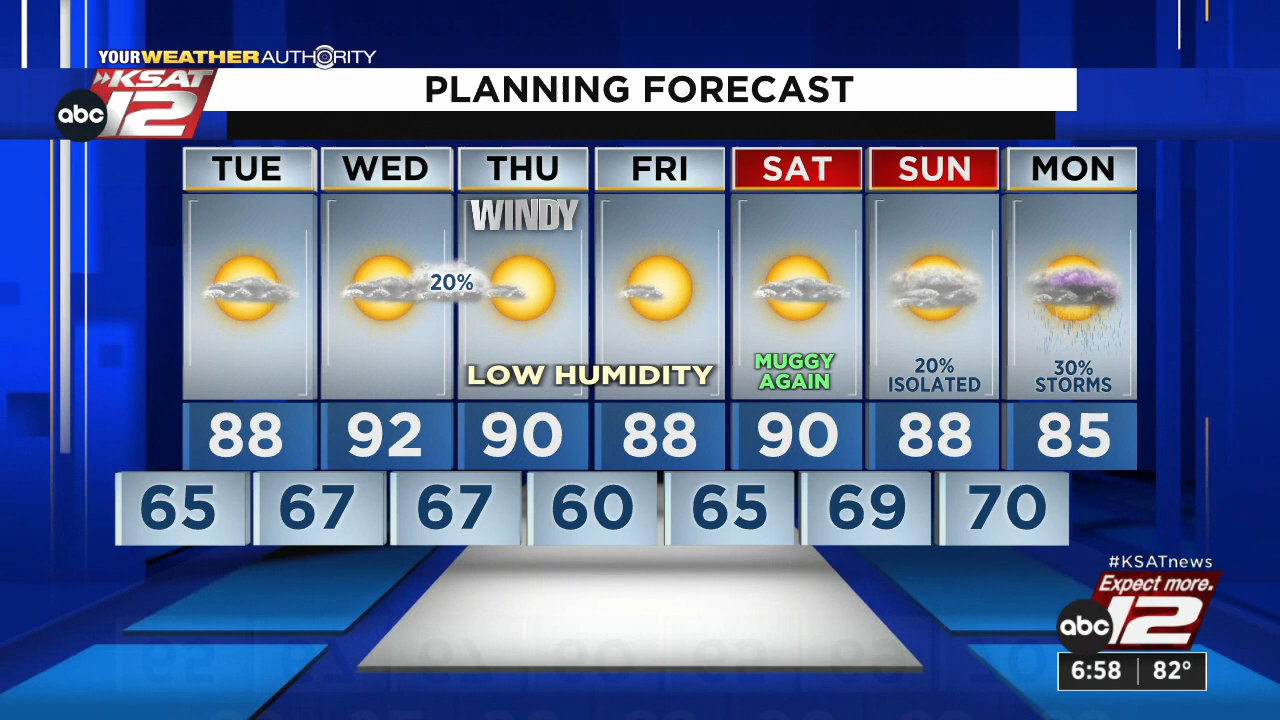 YOURWEATHERAUTHORITY
KSAT
abc 12
PLANNING FORECAST
TUE WED THU FRI SAT SUN MON
WINDY
20%
LOW HUMIDITY
MUGGY
AGAIN
20%
ISOLATED
30%
STORMS
88 92 90 88 90 88 85
65 67 67 60 65 69 70
#KSATnews
Expect more.
abc 12
6:58 82°